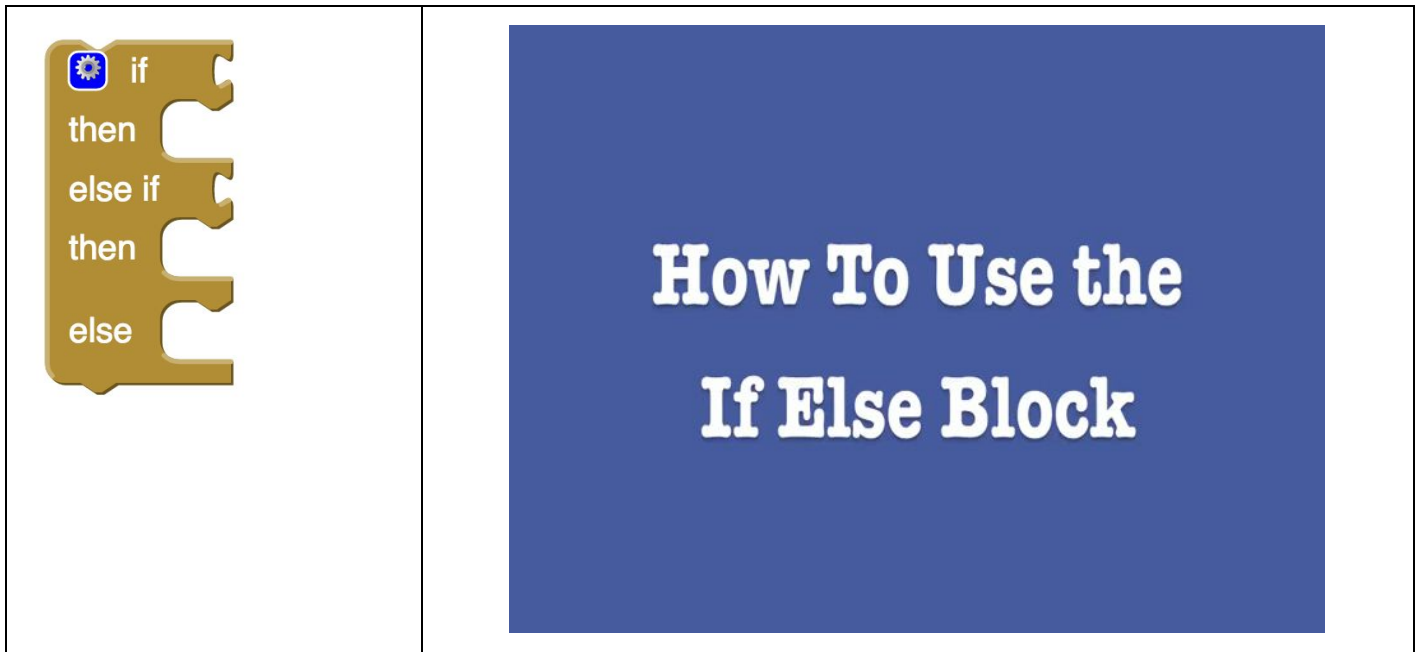 if
then
else if
then
else
How To Use the
If Else Block